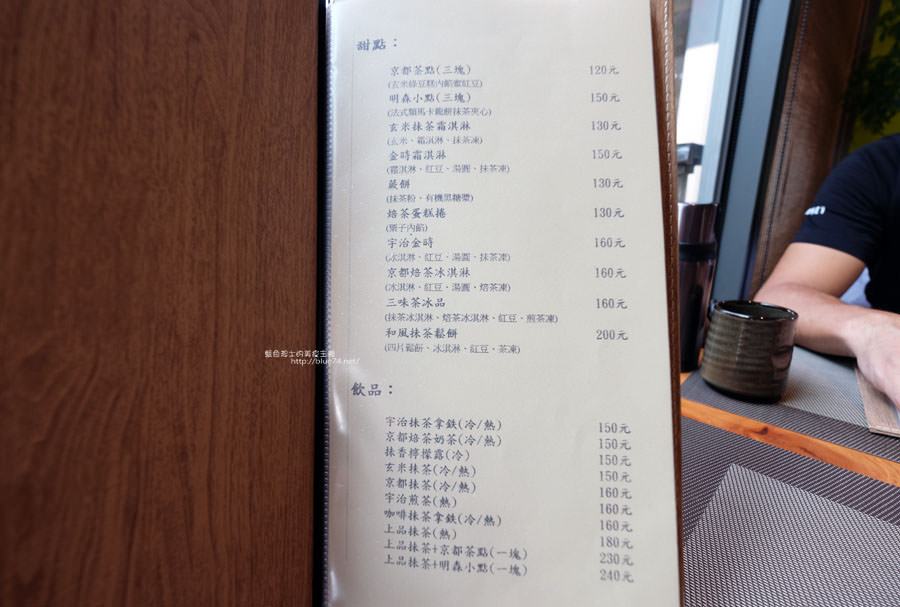 甜點：
京都茶點(三塊) 120元
(玄米綠豆糕內餡蜜紅豆)
明森小點(三塊) 150元
(法式類馬卡龍餅抹茶夾心)
玄米抹茶霜淇淋 130元
(玄米、霜淇淋、抹茶凍)
金時霜淇淋 150元
(霜淇淋、紅豆、湯圓、抹茶凍)
蕨餅 130元
(抹茶粉、有機黑糖漿)
焙茶蛋糕捲 130元
(栗子內餡)
宇治金時 160元
(冰淇淋、紅豆、湯圓、抹茶凍)
京都焙茶冰淇淋 160元
(冰淇淋、紅豆、湯圓、焙茶凍)
三味茶冰品 160元
(抹茶冰淇淋、焙茶冰淇淋、紅豆、煎茶凍)
和風抹茶鬆餅 200元
(四片鬆餅、冰淇淋、紅豆、茶凍)
藍色起士的美食主義
http://blue74.net/
飲品：
宇治抹茶拿鐵(冷/熱) 150元
京都焙茶奶茶(冷/熱) 150元
抹香檸檬露(冷) 150元
玄米抹茶(冷/熱) 150元
京都抹茶(冷/熱) 160元
宇治煎茶(熱) 160元
咖啡抹茶拿鐵(冷/熱) 160元
上品抹茶(熱) 180元
上品抹茶+京都茶點(一塊) 230元
上品抹茶+明森小點(一塊) 240元